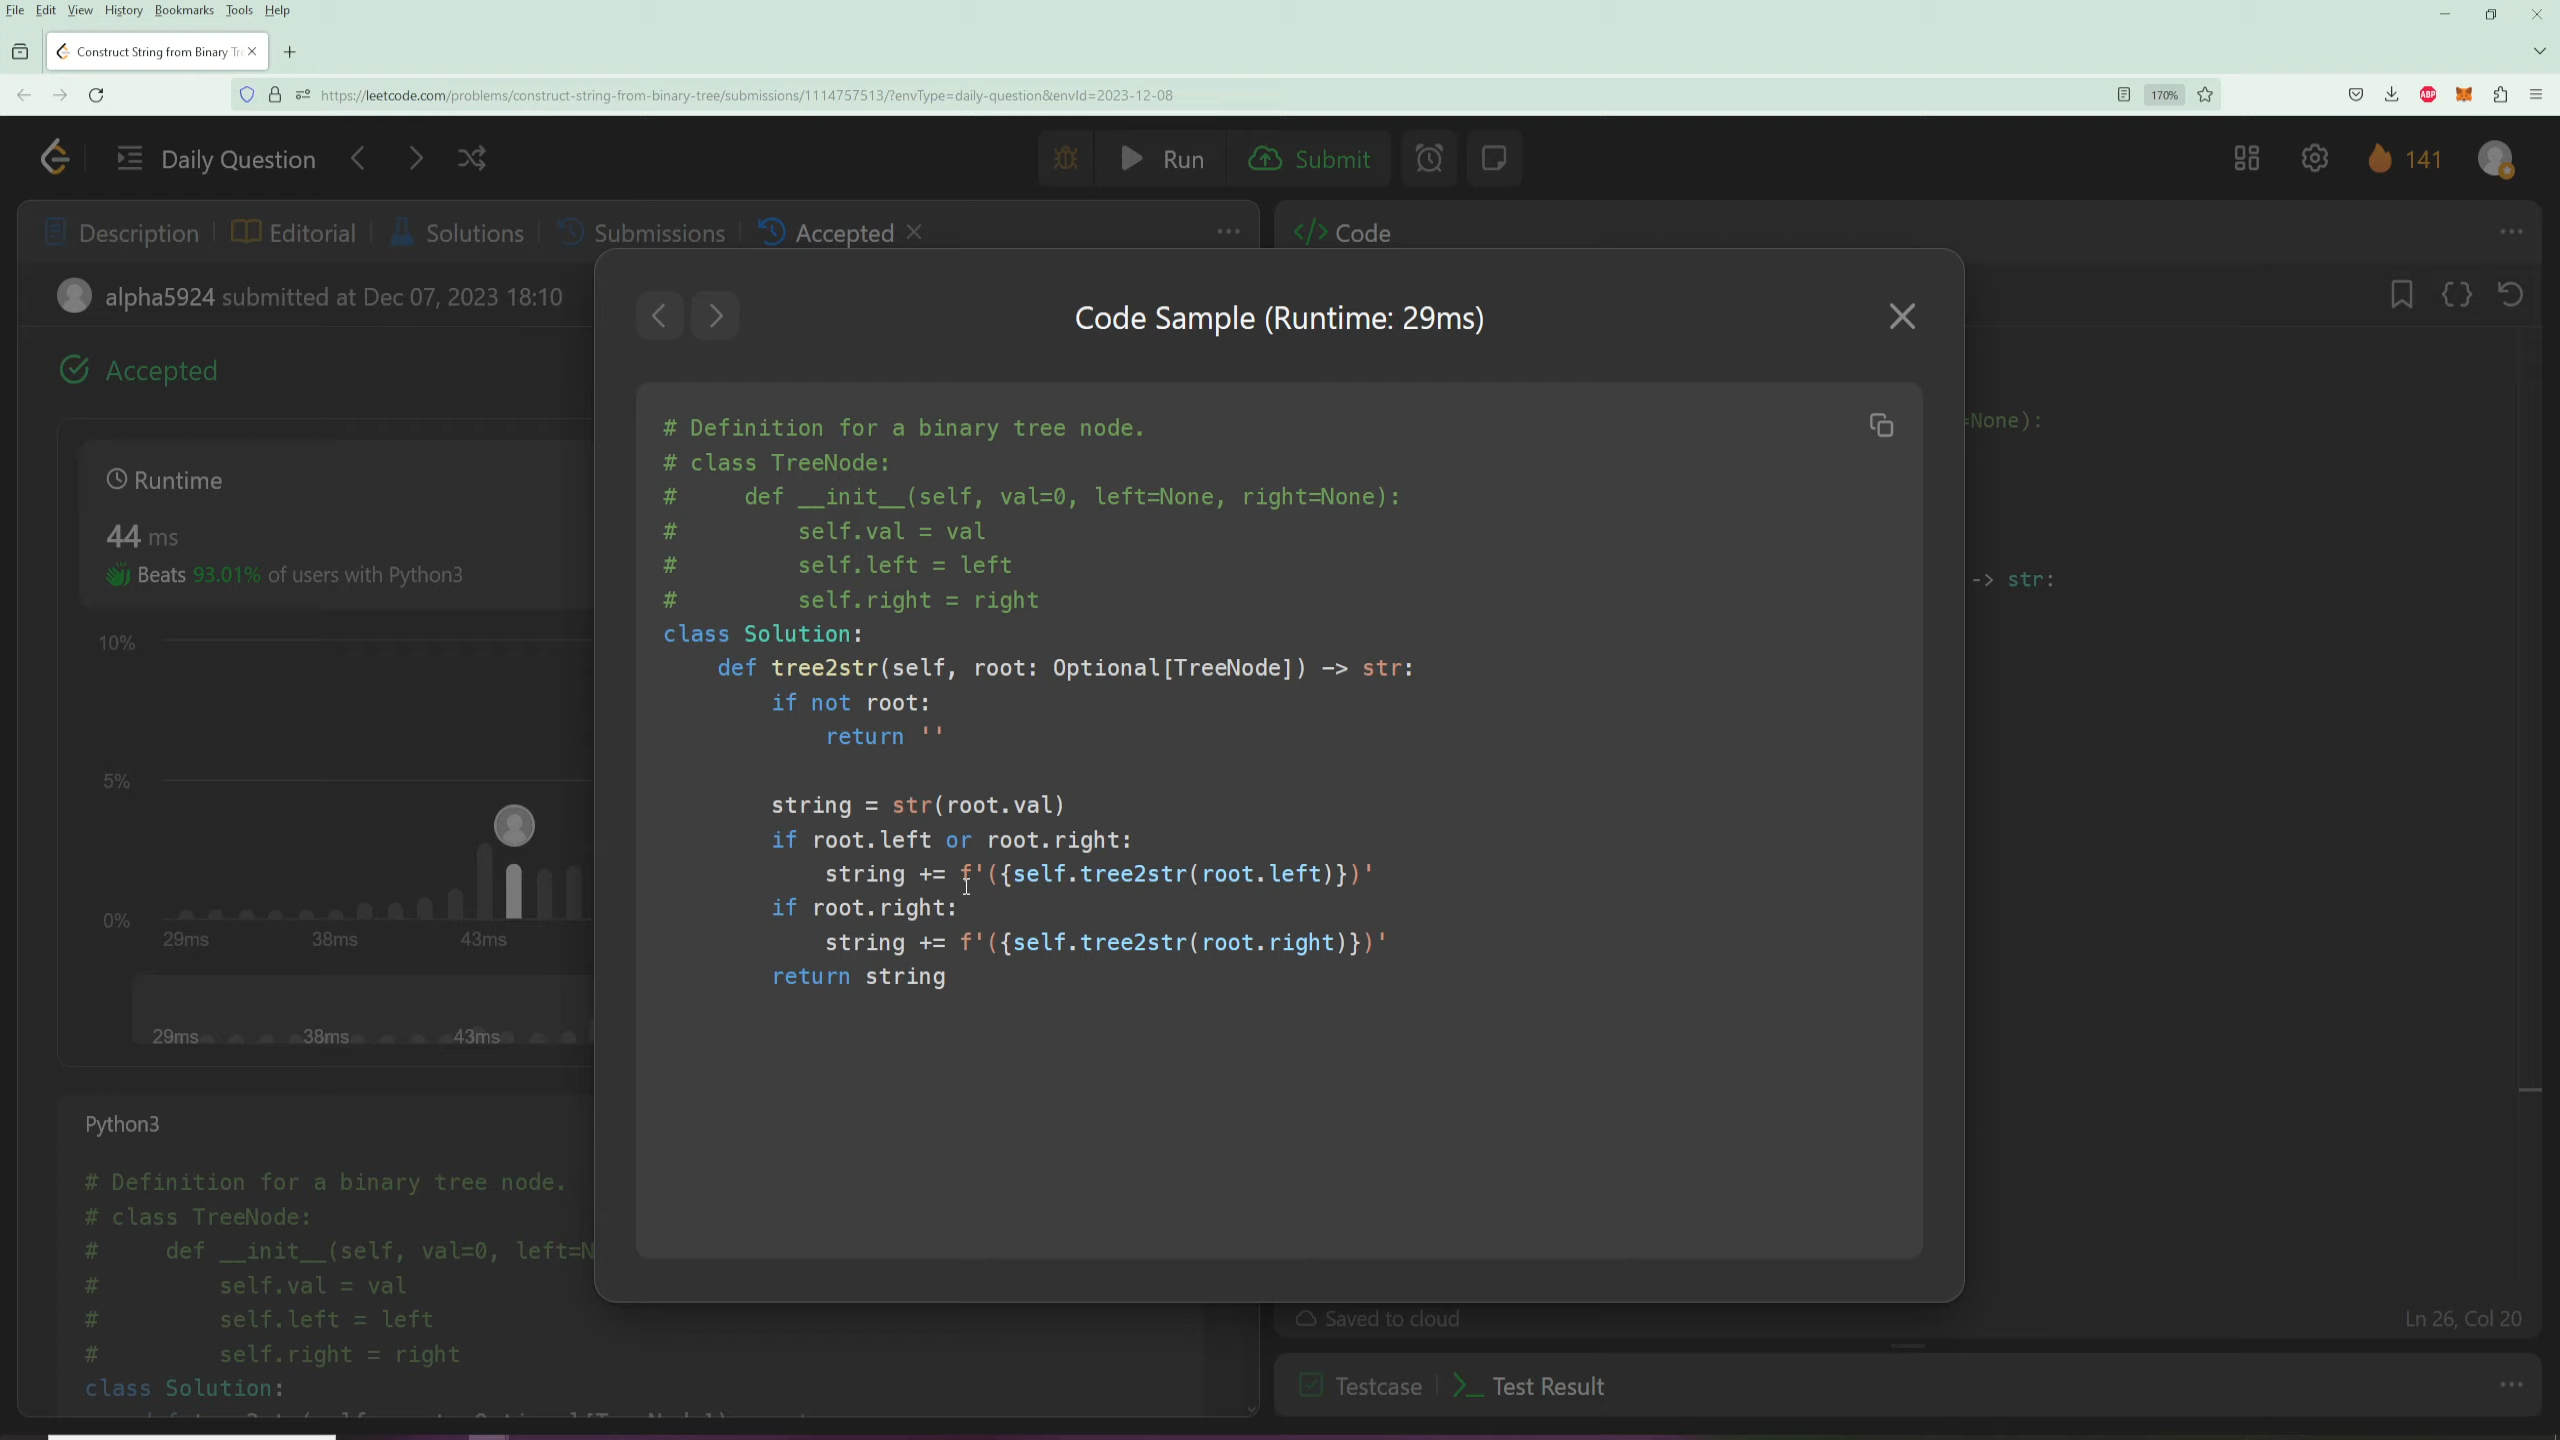 File Edit View History Bookmarks Tools Help
Construct String from Binary Tr
https://leetcode.com/problems/construct-string-from-binary-tree/submissions/1114757513/?envType=daily-question&envId=2023-12-08
170%
ABP
Daily Question
Run
Submit
141
Description
Editorial
Solutions
Submissions
Accepted
</> Code
alpha5924 submitted at Dec 07, 2023 18:10
Accepted
Runtime
44 ms
Beats 93.01% of users with Python3
10%
5%
0%
29ms 38ms 43ms
29ms 38ms 43ms
Python3
# Definition for a binary tree node.
# class TreeNode:
#     def __init__(self, val=0, left=N
#         self.val = val
#         self.left = left
#         self.right = right
class Solution:
Code Sample (Runtime: 29ms)
# Definition for a binary tree node.
# class TreeNode:
#     def __init__(self, val=0, left=None, right=None):
#         self.val = val
#         self.left = left
#         self.right = right
class Solution:
    def tree2str(self, root: Optional[TreeNode]) -> str:
        if not root:
            return ''
        string = str(root.val)
        if root.left or root.right:
            string += f'({self.tree2str(root.left)})'
        if root.right:
            string += f'({self.tree2str(root.right)})'
        return string
=None):
-> str:
Saved to cloud
Ln 26, Col 20
Testcase
Test Result